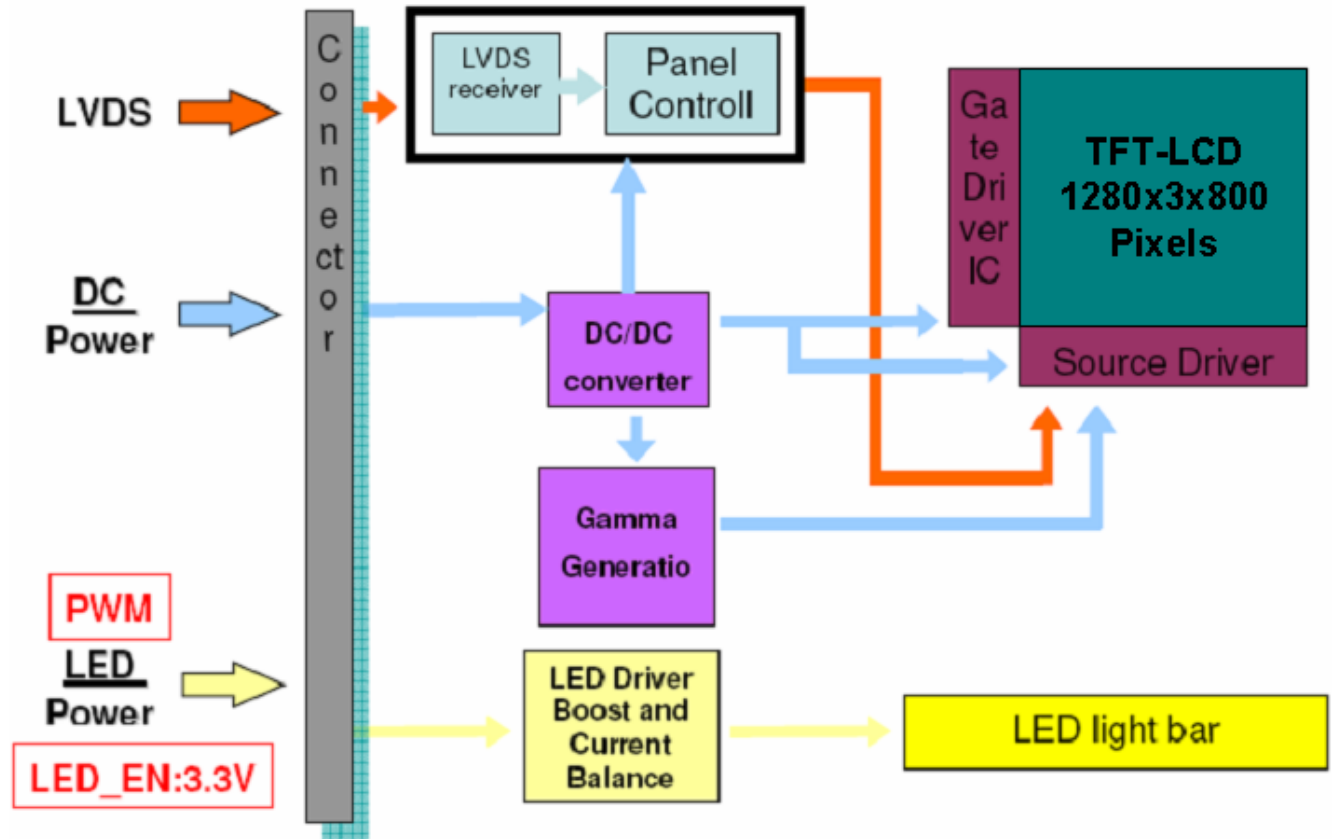 LVDS
DC
Power
PWM
LED
Power
LED_EN:3.3V
C
o
n
n
e
ct
o
r
LVDS
receiver
Panel
Controll
DC/DC
converter
Gamma
Generatio
LED Driver
Boost and
Current
Balance
Ga
te
Dri
ver
IC
TFT-LCD
1280x3x800
Pixels
Source Driver
LED light bar